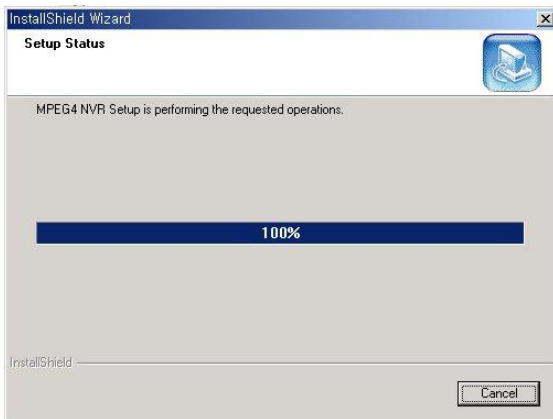 InstallShield Wizard
Setup Status
MPEG4 NVR Setup is performing the requested operations.
100%
InstallShield
Cancel